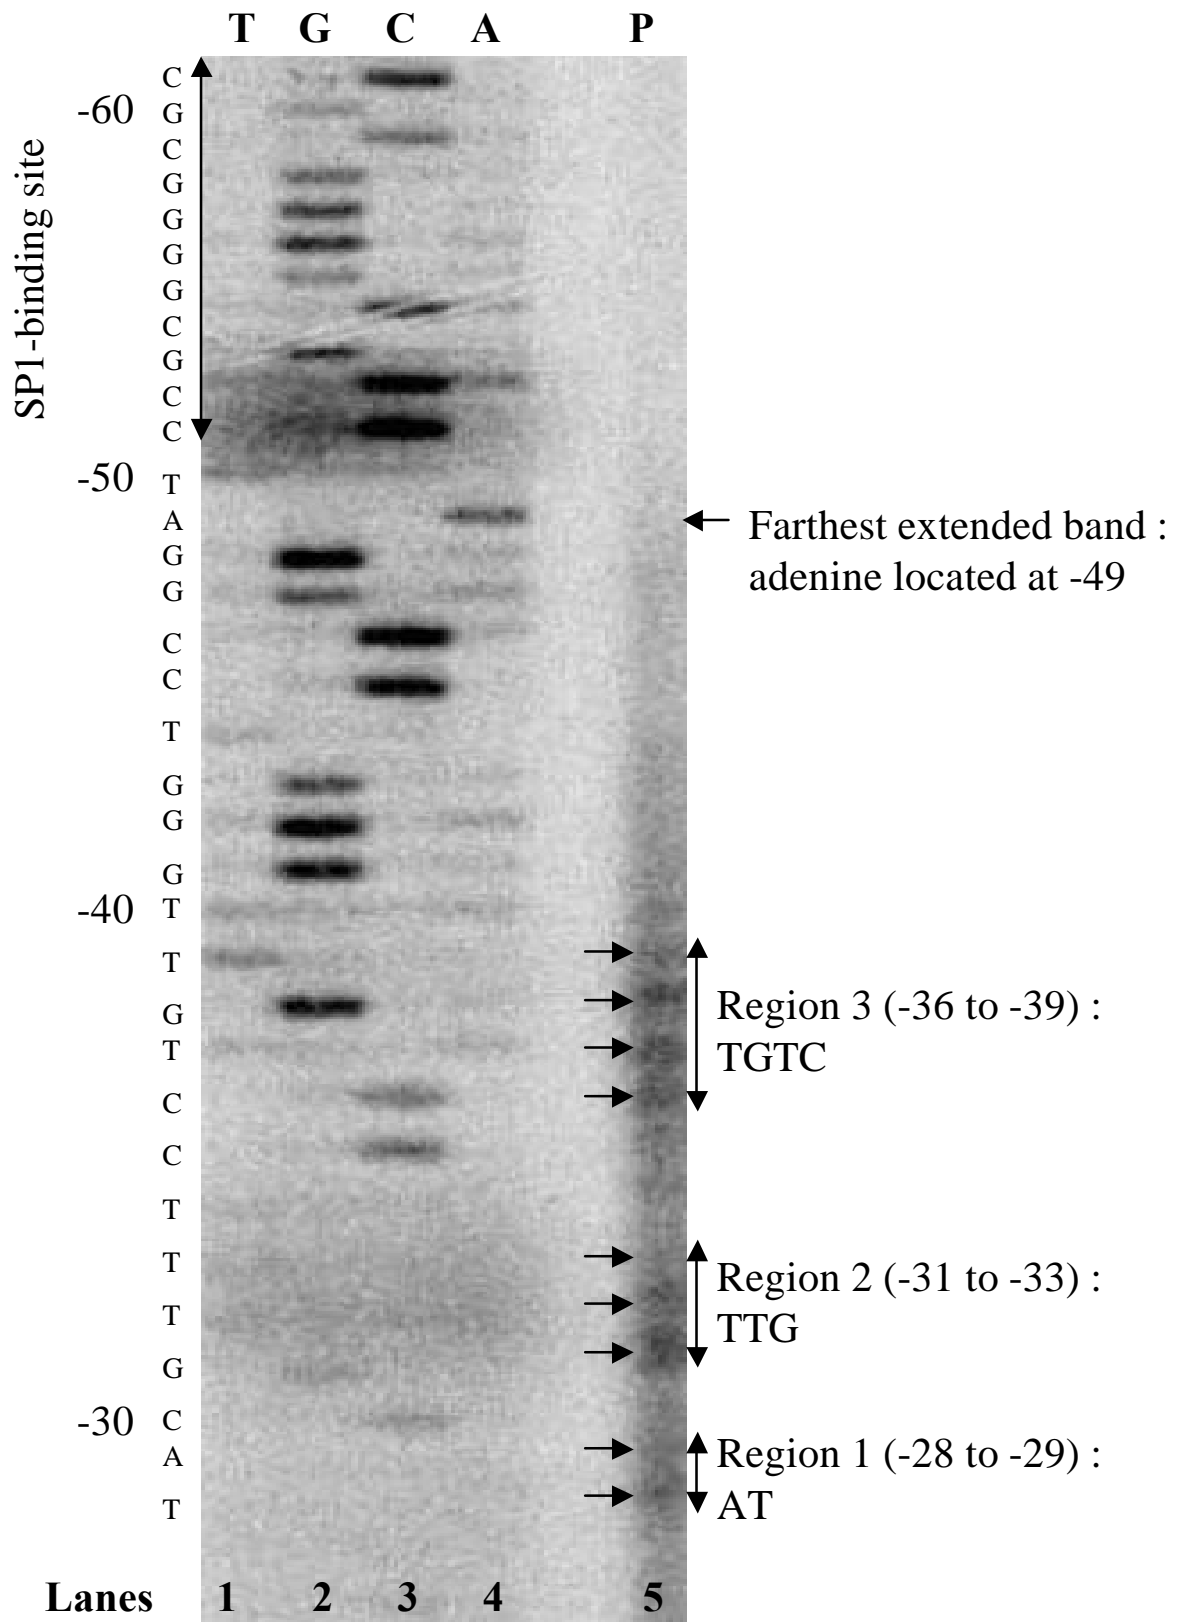 T G C A P
SP1-binding site
C
-60 G
C
G
G
G
G
C
G
C
C
-50 T
A
Farthest extended band :
adenine located at -49
G
G
C
C
T
G
G
G
-40 T
T
G
T
C
Region 3 (-36 to -39) :
TGTC
C
T
T
T
G
Region 2 (-31 to -33) :
TTG
-30 C
A
T
Region 1 (-28 to -29) :
AT
Lanes 1 2 3 4 5